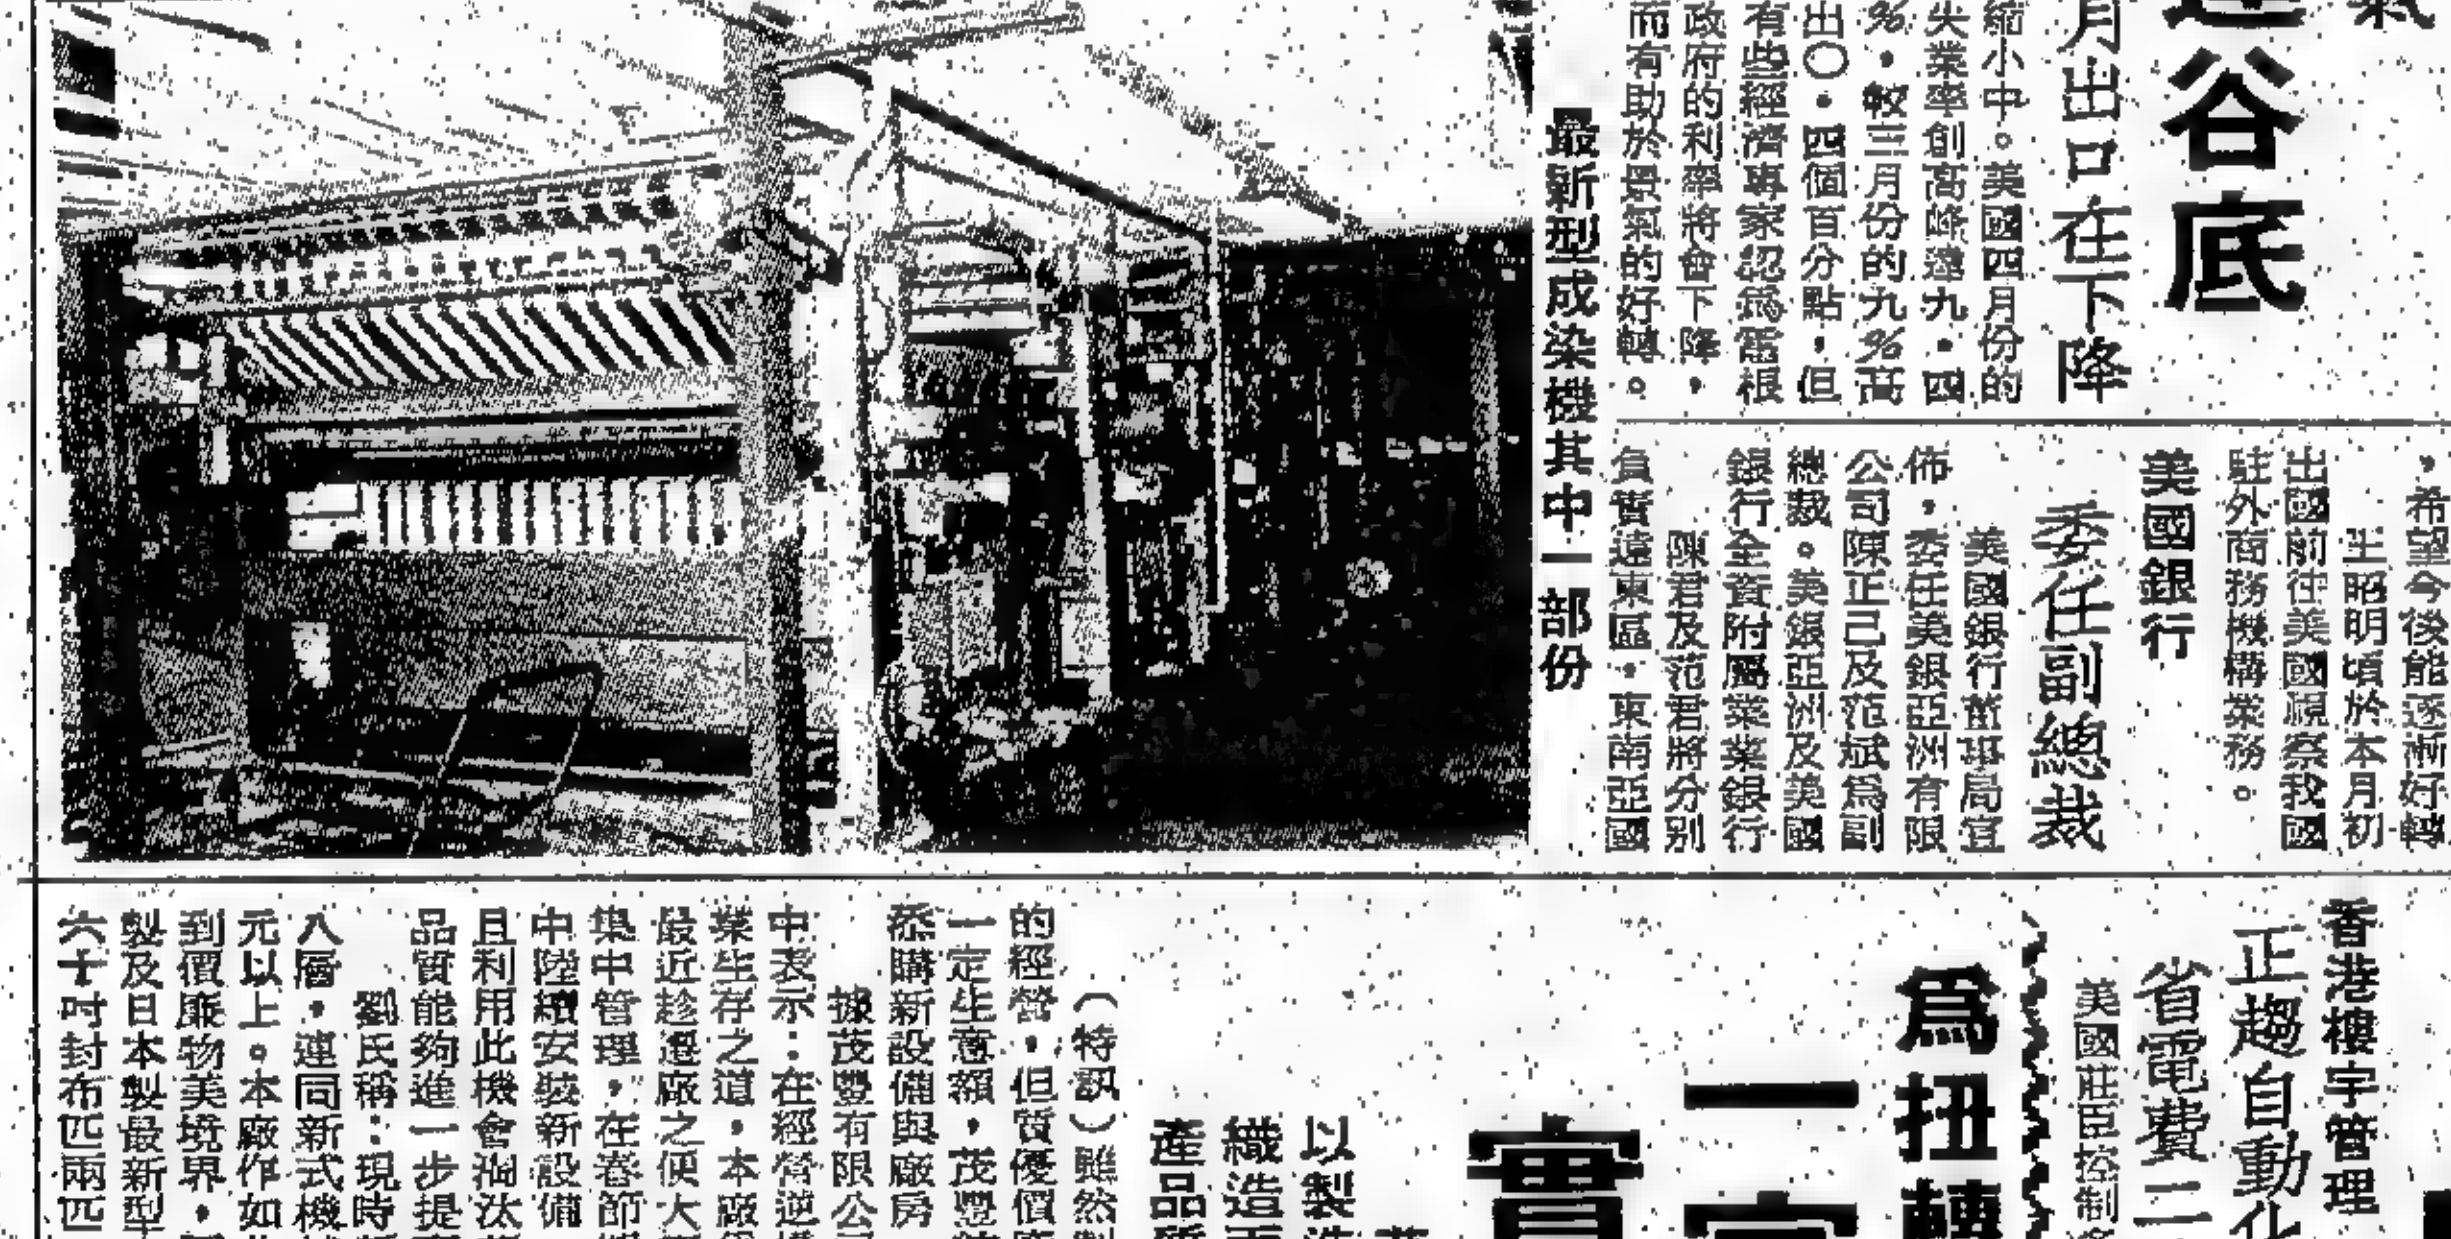 氣
谷底
月出口在下降
縮小中。美國四月份的
失業率創高峰達九・四
%,較三月份的九%高
出〇・四個百分點,但
有些經濟專家認爲當根
政府的利率將會下降,
而有助於景氣的好轉。
,希望今後能逐漸好轉
王昭明頃於本月初
出國前往美國視察我國
駐外商務機構業務。
美國銀行
委任副總裁
美國銀行董事局宣
佈,委任美銀亞洲有限
公司陳正己及范斌爲副
總裁。美銀亞洲及美國
銀行全資附屬業業銀行
陳君及范君將分別
負責遠東區,東南亞國
最新型成染機其中一部份
香港樓宇管理
正趨自動化
省電費二
美國莊臣控制
爲扭轉
一
實
以製造
織造
產品質
(特訊)雖然
的經營,但質優價
一定生意額,茂豐
添購新設備與廠房
據茂豐有限公司
中表示:在經營逆
業生存之道,本廠
最近趁遷廠之便大
集中管理,在春節
中陸續安裝新設備
且利用此機會淘汰
品質能夠進一步提
劉氏稱:現時
八層,連同新式機
元以上。本廠作如
到價廉物美境界,
製及日本製最新型
六十吋封布匹兩匹